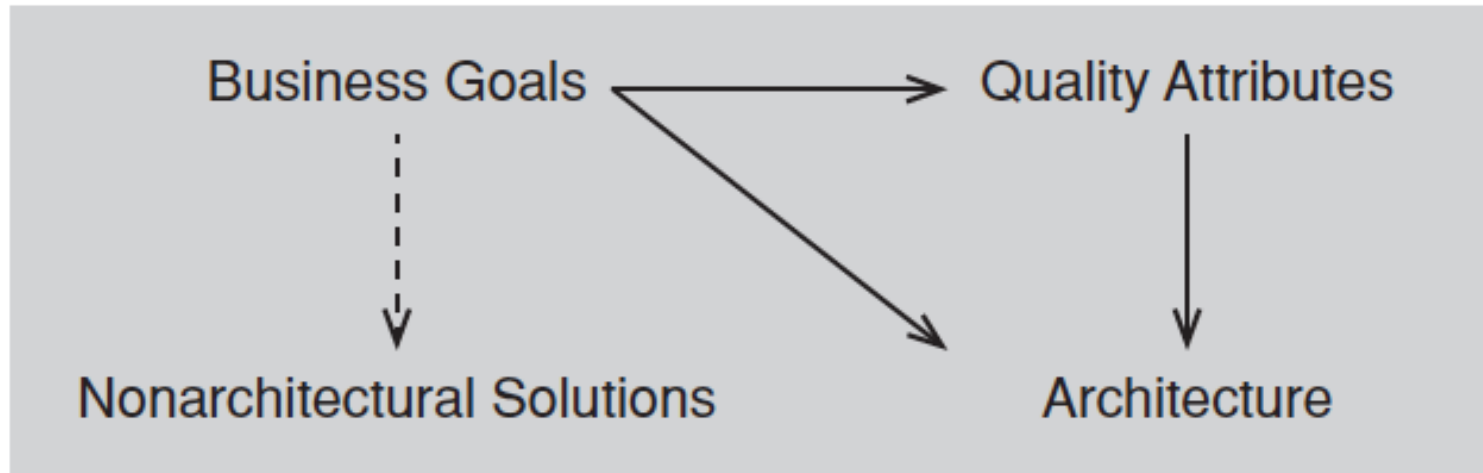 Business Goals
Quality Attributes
Nonarchitectural Solutions
Architecture